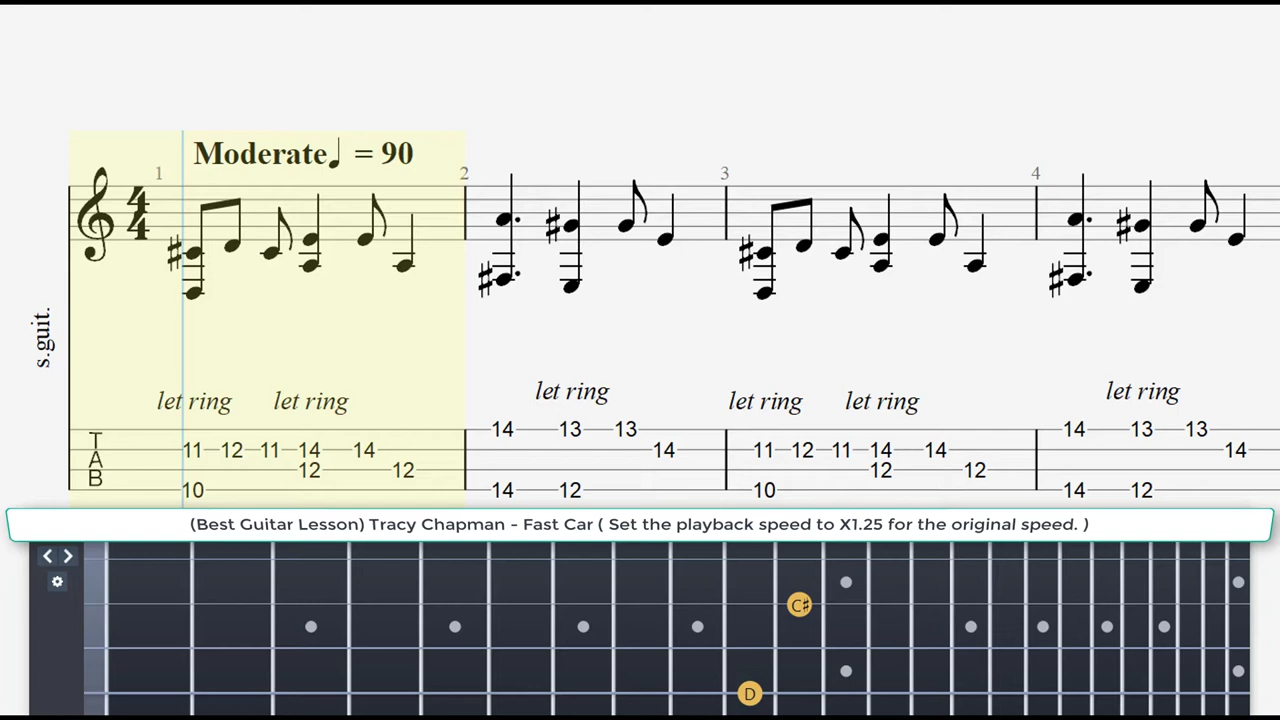 Moderate♩ = 90
1 2 3 4
4 4
s.guit.
let ring let ring let ring let ring let ring let ring
T A B
14 13 13 14 13 13
11 12 11 14 14 14 11 12 11 14 14 14
12 12 12 12
10 14 12 10 14 12
(Best Guitar Lesson) Tracy Chapman - Fast Car ( Set the playback speed to X1.25 for the original speed. )
C♯
D